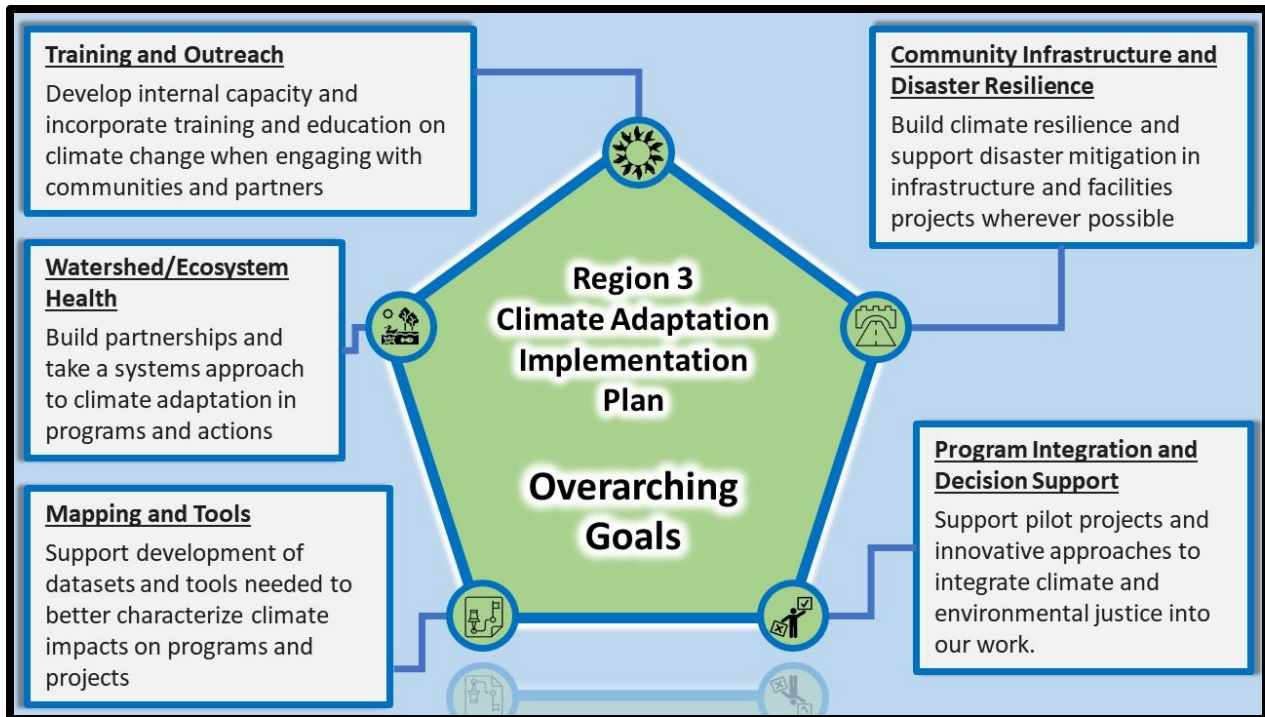 Training and Outreach
Develop internal capacity and
incorporate training and education on
climate change when engaging with
communities and partners
Community Infrastructure and
Disaster Resilience
Build climate resilience and
support disaster mitigation in
infrastructure and facilities
projects wherever possible
Watershed/Ecosystem
Health
Build partnerships and
take a systems approach
to climate adaptation in
programs and actions
Region 3
Climate Adaptation
Implementation
Plan
Overarching
Goals
Mapping and Tools
Support development of
datasets and tools needed to
better characterize climate
impacts on programs and
projects
Program Integration and
Decision Support
Support pilot projects and
innovative approaches to
integrate climate and
environmental justice into
our work.